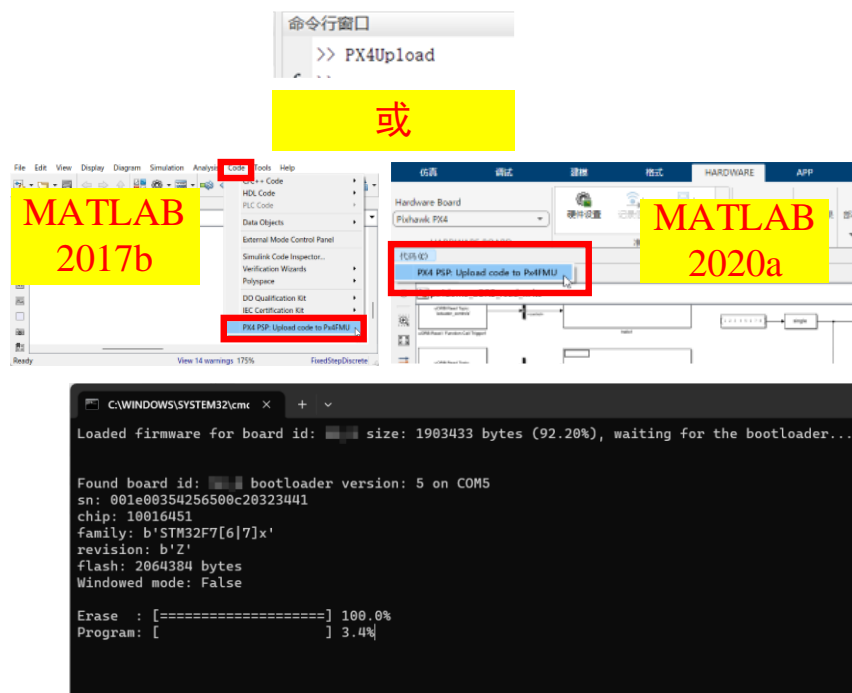 命令行窗口
>> PX4Upload
或
File Edit View Display Diagram Simulation Analysis Code Tools Help
C/C++ Code
HDL Code
PLC Code
Data Objects
External Mode Control Panel
Simulink Code Inspector...
Verification Wizards
Polyspace
DO Qualification Kit
IEC Certification Kit
PX4 PSP: Upload code to Px4FMU
MATLAB
2017b
Ready View 14 warnings 175% FixedStepDiscrete
仿真 调试 建模 格式 HARDWARE APP
Hardware Board
Pixhawk PX4
硬件设置
HARDWARE BOARD
代码(C)
PX4 PSP: Upload code to Px4FMU
MATLAB
2020a
single
C:\WINDOWS\SYSTEM32\cmc
Loaded firmware for board id: size: 1903433 bytes (92.20%), waiting for the bootloader...
Found board id: bootloader version: 5 on COM5
sn: 001e00354256500c20323441
chip: 10016451
family: b'STM32F7[6|7]x'
revision: b'Z'
flash: 2064384 bytes
Windowed mode: False
Erase : [====================] 100.0%
Program: [ ] 3.4%